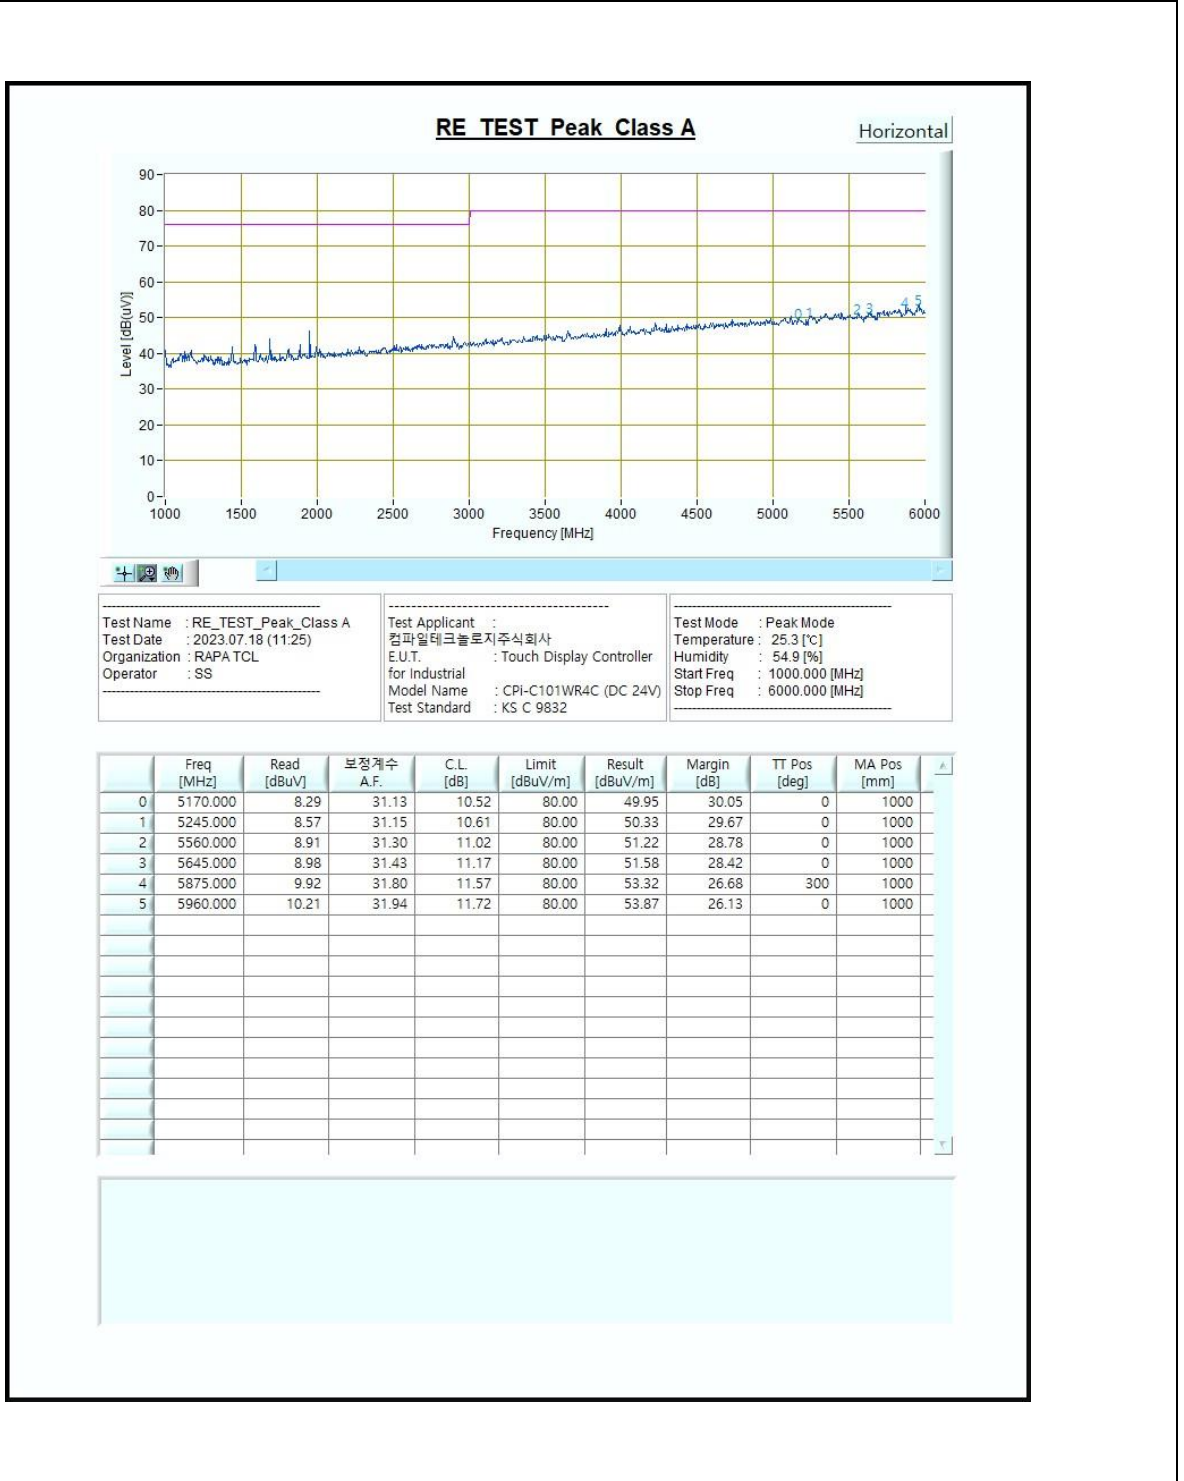 RE_TEST_Peak_Class A
Horizontal
90
80
70
60
50
40
30
20
10
0
Level [dB(uV)]
0 1 2 3 4 5
1000 1500 2000 2500 3000 3500 4000 4500 5000 5500 6000
Frequency [MHz]
Test Name : RE_TEST_Peak_Class A
Test Date : 2023.07.18 (11:25)
Organization : RAPA TCL
Operator : SS
Test Applicant :
컴파일테크놀로지주식회사
E.U.T. : Touch Display Controller
for Industrial
Model Name : CPi-C101WR4C (DC 24V)
Test Standard : KS C 9832
Test Mode : Peak Mode
Temperature : 25.3 [℃]
Humidity : 54.9 [%]
Start Freq : 1000.000 [MHz]
Stop Freq : 6000.000 [MHz]
Freq Read 보정계수 C.L. Limit Result Margin TT Pos MA Pos
[MHz] [dBuV] A.F. [dB] [dBuV/m] [dBuV/m] [dB] [deg] [mm]
0 5170.000 8.29 31.13 10.52 80.00 49.95 30.05 0 1000
1 5245.000 8.57 31.15 10.61 80.00 50.33 29.67 0 1000
2 5560.000 8.91 31.30 11.02 80.00 51.22 28.78 0 1000
3 5645.000 8.98 31.43 11.17 80.00 51.58 28.42 0 1000
4 5875.000 9.92 31.80 11.57 80.00 53.32 26.68 300 1000
5 5960.000 10.21 31.94 11.72 80.00 53.87 26.13 0 1000